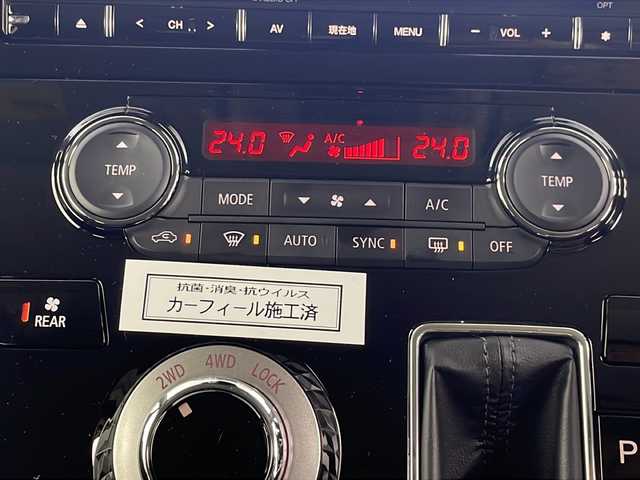 OPT
< CH >
AV
現在地
MENU
- VOL +
24.0
A/C
24.0
TEMP
TEMP
MODE
A/C
AUTO
SYNC
OFF
REAR
抗菌・消臭・抗ウイルス
カーフィール施工済
2WD 4WD LOCK
P